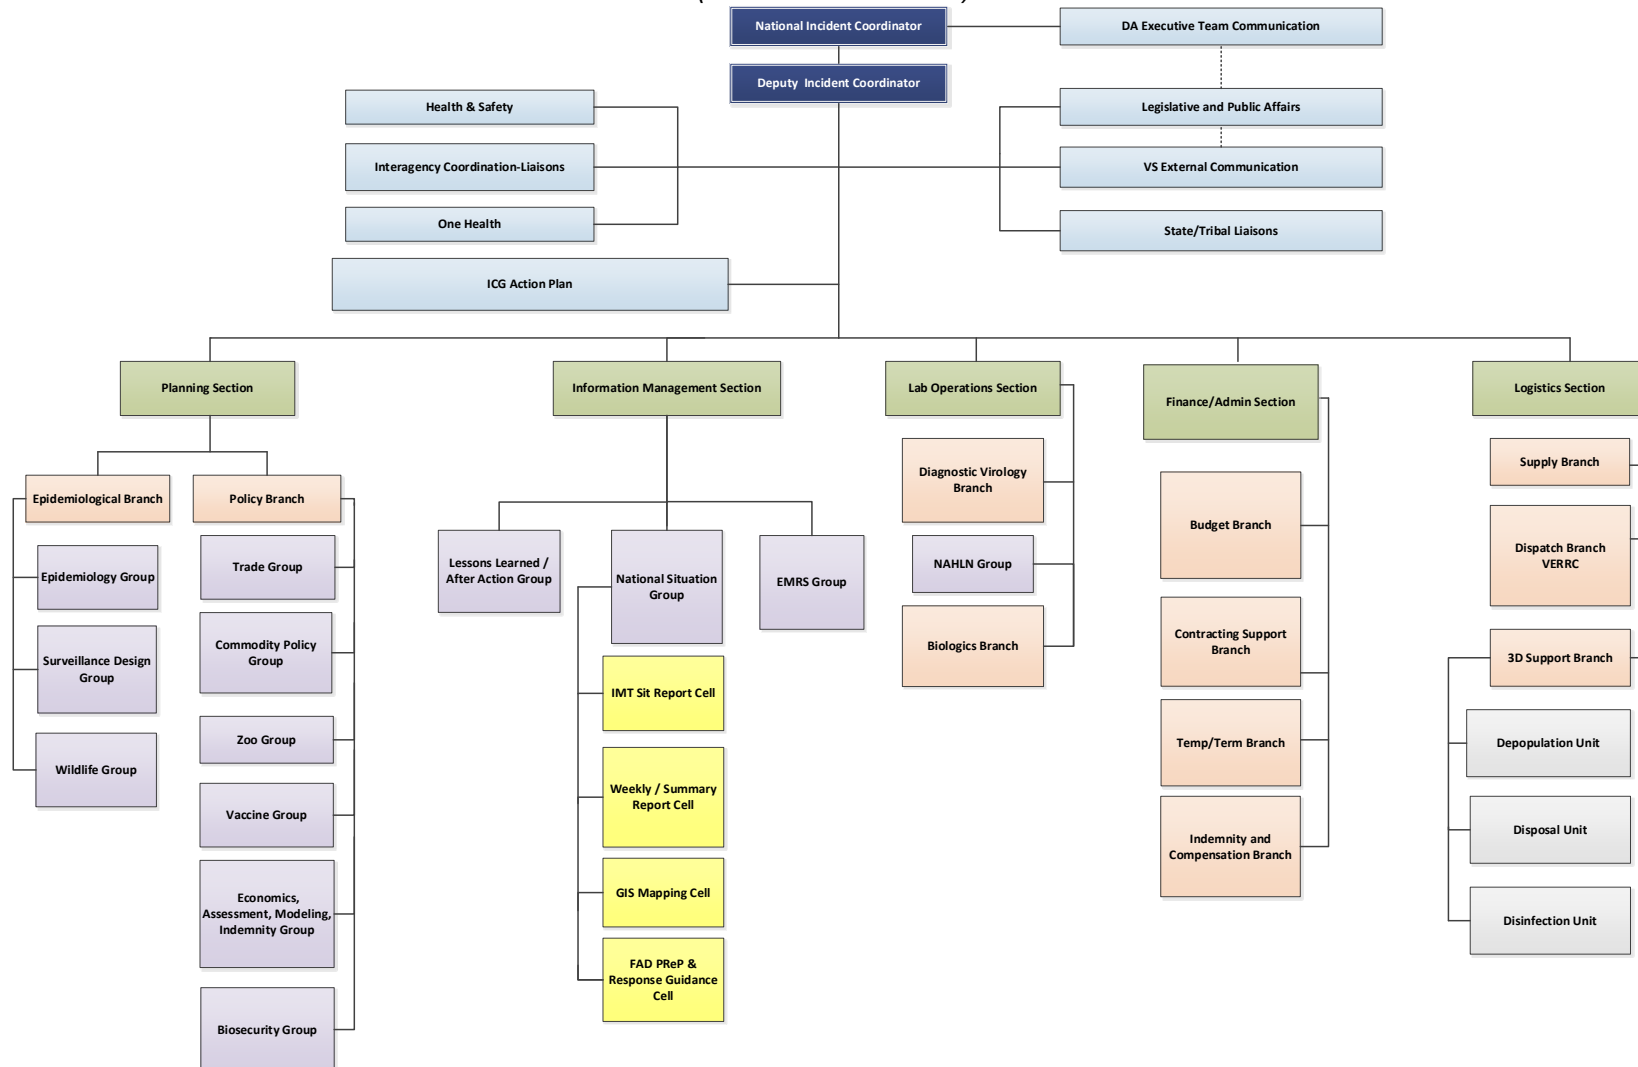 National Incident Coordinator
DA Executive Team Communication
Deputy Incident Coordinator
Health & Safety
Legislative and Public Affairs
Interagency Coordination-Liaisons
VS External Communication
One Health
State/Tribal Liaisons
ICG Action Plan
Planning Section
Information Management Section
Lab Operations Section
Finance/Admin Section
Logistics Section
Epidemiological Branch
Epidemiology Group
Surveillance Design
Group
Wildlife Group
Policy Branch
Trade Group
Commodity Policy
Group
Zoo Group
Vaccine Group
Economics,
Assessment, Modeling,
Indemnity Group
Biosecurity Group
Lessons Learned /
After Action Group
National Situation
Group
EMRS Group
IMT Sit Report Cell
Weekly / Summary
Report Cell
GIS Mapping Cell
FAD PReP &
Response Guidance
Cell
Diagnostic Virology
Branch
NAHLN Group
Biologics Branch
Budget Branch
Contracting Support
Branch
Temp/Term Branch
Indemnity and
Compensation Branch
Supply Branch
Dispatch Branch
VERRC
3D Support Branch
Depopulation Unit
Disposal Unit
Disinfection Unit